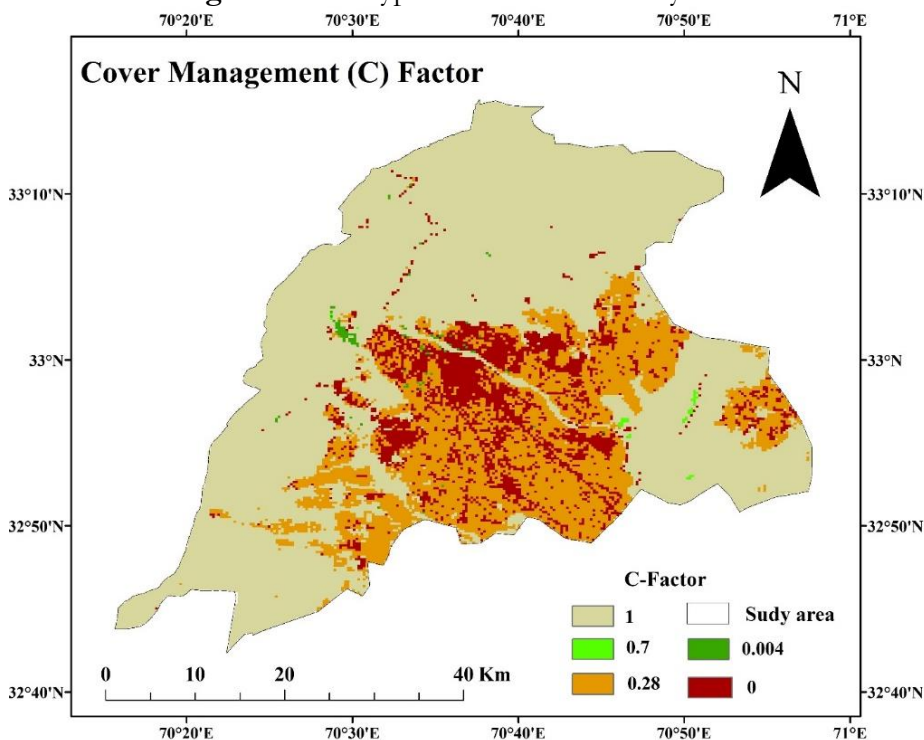 70°20'E 70°30'E 70°40'E 70°50'E 71°E
Cover Management (C) Factor
N
33°10'N 33°10'N
33°N 33°N
32°50'N 32°50'N
C-Factor
1 Sudy area
0.7 0.004
0.28 0
0 10 20 40 Km
32°40'N 32°40'N
70°20'E 70°30'E 70°40'E 70°50'E 71°E